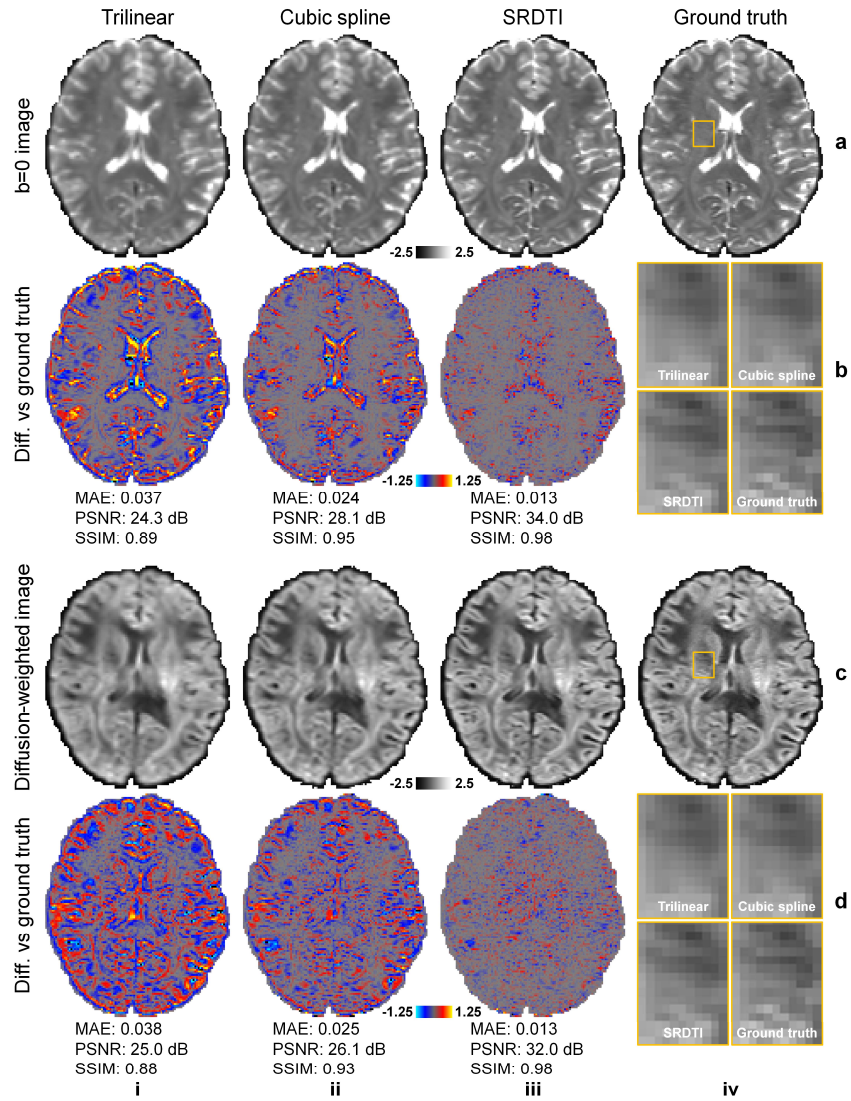 Trilinear Cubic spline SRDTI Ground truth
b=0 image
a
-2.5 2.5
Diff. vs ground truth
Trilinear Cubic spline
b
-1.25 1.25
SRDTI Ground truth
MAE: 0.037 MAE: 0.024 MAE: 0.013
PSNR: 24.3 dB PSNR: 28.1 dB PSNR: 34.0 dB
SSIM: 0.89 SSIM: 0.95 SSIM: 0.98
Diffusion-weighted image
c
-2.5 2.5
Diff. vs ground truth
Trilinear Cubic spline
d
-1.25 1.25
SRDTI Ground truth
MAE: 0.038 MAE: 0.025 MAE: 0.013
PSNR: 25.0 dB PSNR: 26.1 dB PSNR: 32.0 dB
SSIM: 0.88 SSIM: 0.93 SSIM: 0.98
i ii iii iv